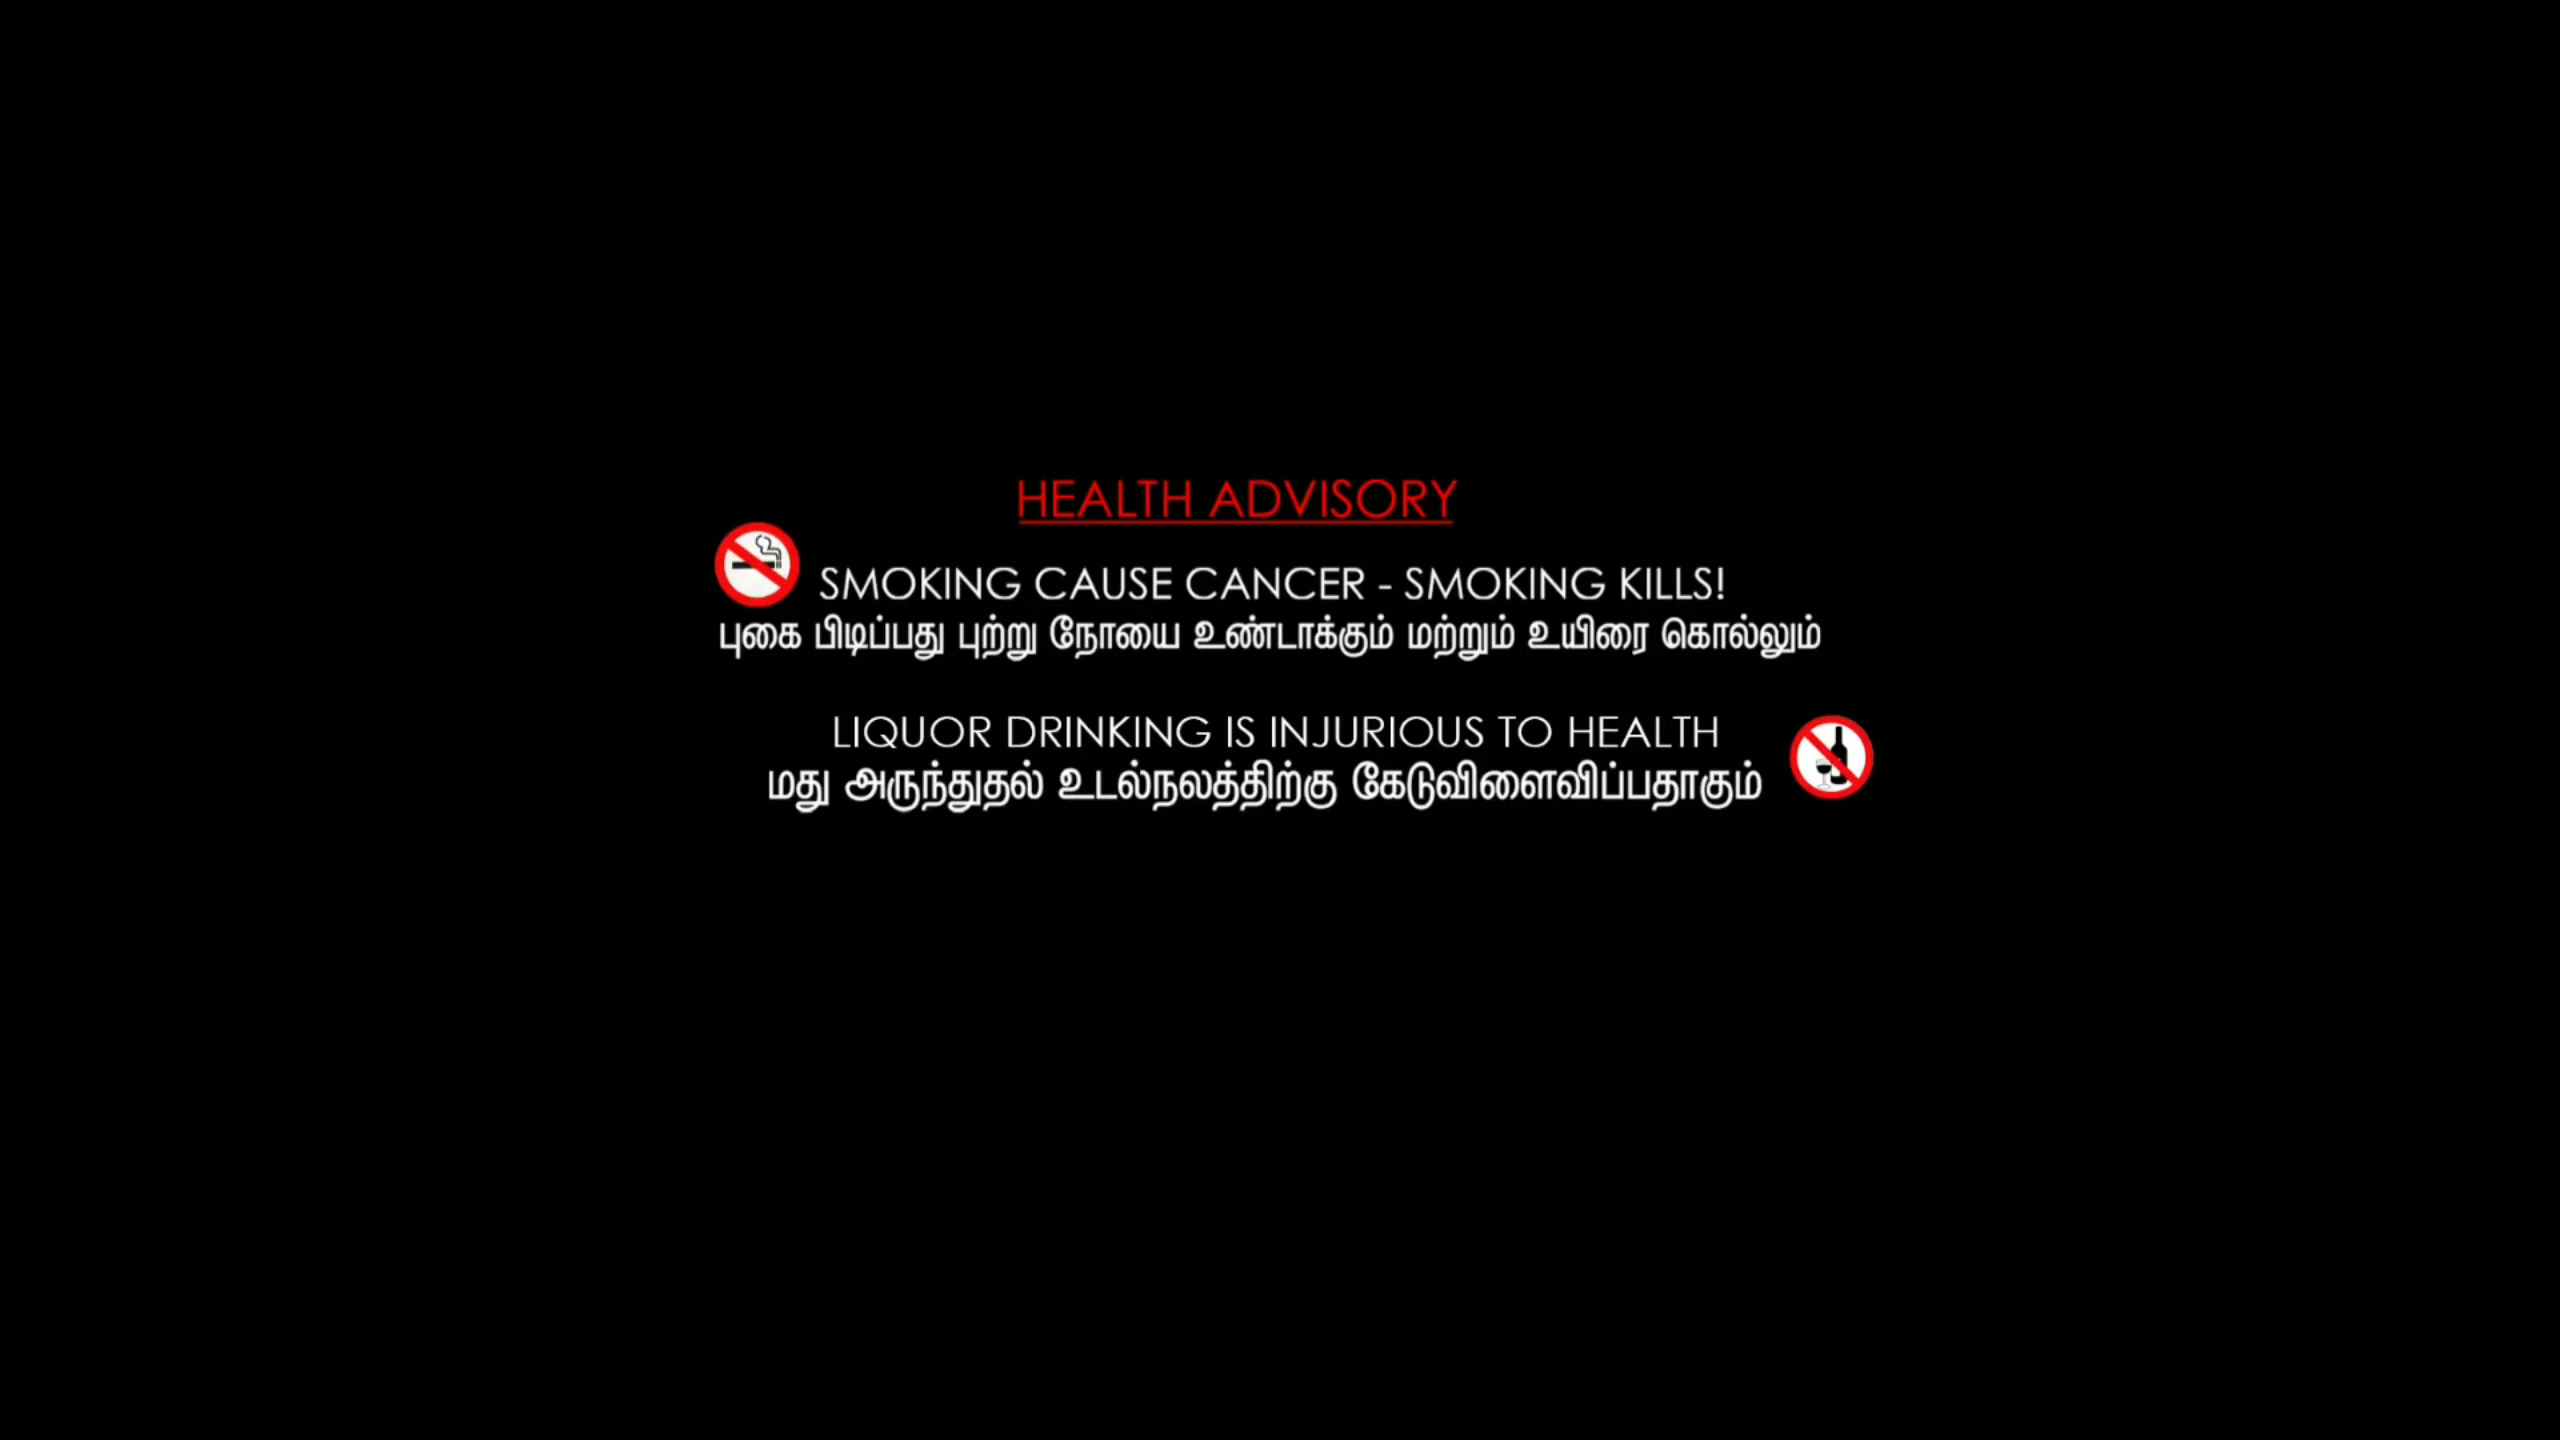 HEALTH ADVISORY
SMOKING CAUSE CANCER - SMOKING KILLS!
புகை பிடிப்பது புற்று நோயை உண்டாக்கும் மற்றும் உயிரை கொல்லும்
LIQUOR DRINKING IS INJURIOUS TO HEALTH
மது அருந்துதல் உடல்நலத்திற்கு கேடுவிளைவிப்பதாகும்